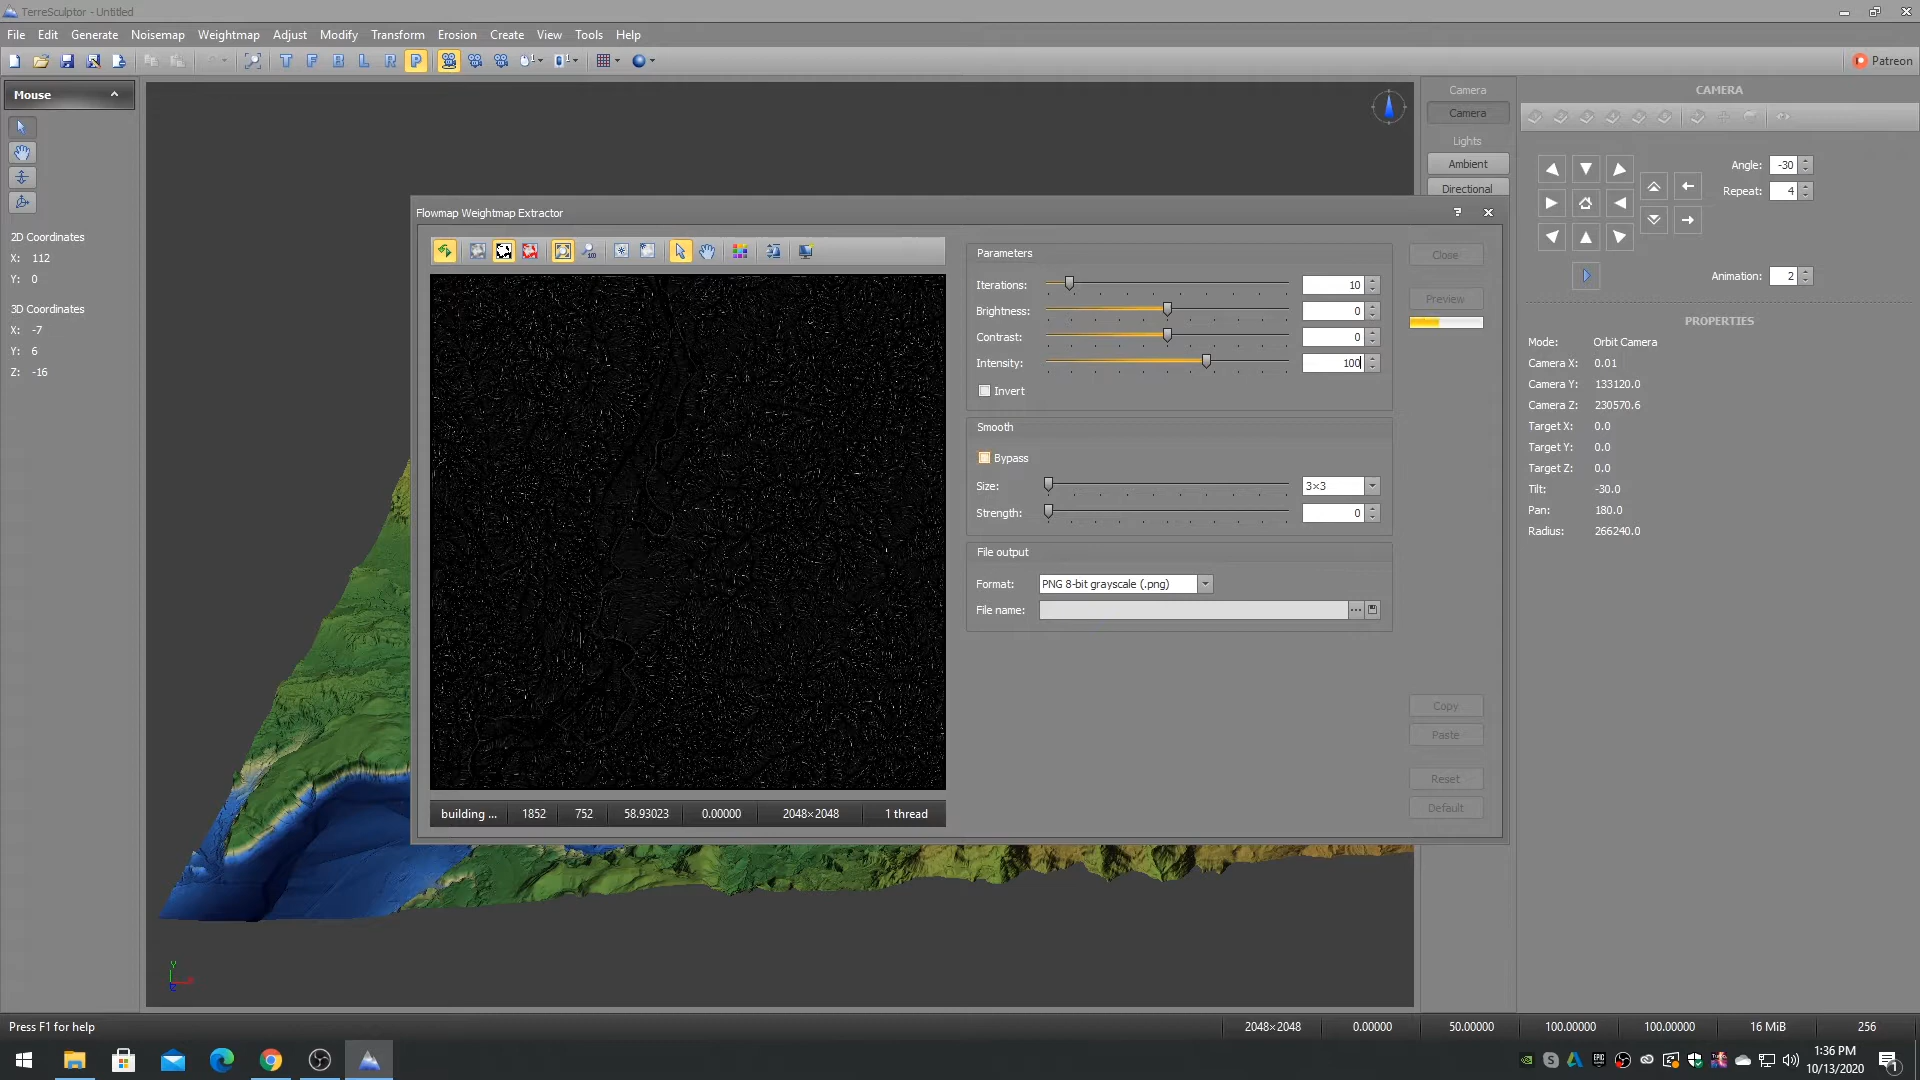 TerreSculptor - Untitled
File Edit Generate Noisemap Weightmap Adjust Modify Transform Erosion Create View Tools Help
T F B L R P
Patreon
Mouse
2D Coordinates
X: 112
Y: 0
3D Coordinates
X: -7
Y: 6
Z: -16
Camera
Camera
Lights
Ambient
Directional
CAMERA
Angle: -30
Repeat: 4
Animation: 2
PROPERTIES
Mode: Orbit Camera
Camera X: 0.01
Camera Y: 133120.0
Camera Z: 230570.6
Target X: 0.0
Target Y: 0.0
Target Z: 0.0
Tilt: -30.0
Pan: 180.0
Radius: 266240.0
Flowmap Weightmap Extractor
?
Parameters
Iterations: 10
Brightness: 0
Contrast: 0
Intensity: 100
Invert
Smooth
Bypass
Size: 3×3
Strength: 0
File output
Format: PNG 8-bit grayscale (.png)
File name:
Close
Preview
Copy
Paste
Reset
Default
building ... 1852 752 58.93023 0.00000 2048×2048 1 thread
Y
Press F1 for help
2048×2048 0.00000 50.00000 100.00000 100.00000 16 MiB 256
1:36 PM
10/13/2020
1